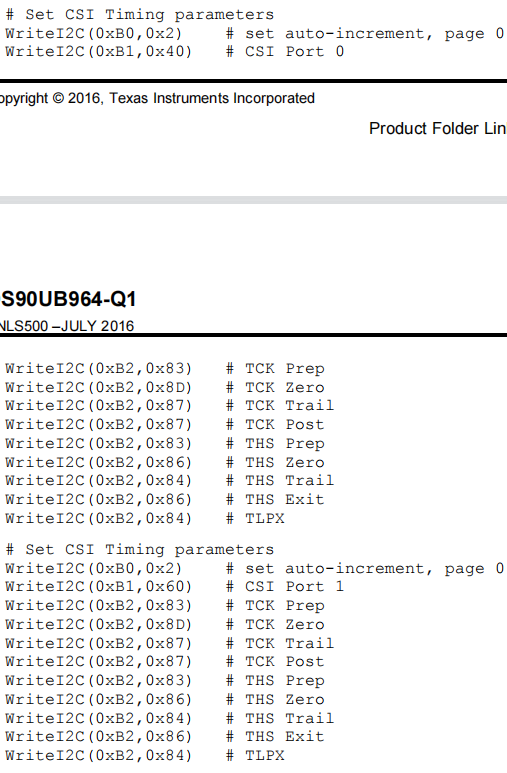 # Set CSI Timing parameters
WriteI2C(0xB0,0x2) # set auto-increment, page 0
WriteI2C(0xB1,0x40) # CSI Port 0
opyright © 2016, Texas Instruments Incorporated
Product Folder Lin
S90UB964-Q1
NLS500 –JULY 2016
WriteI2C(0xB2,0x83) # TCK Prep
WriteI2C(0xB2,0x8D) # TCK Zero
WriteI2C(0xB2,0x87) # TCK Trail
WriteI2C(0xB2,0x87) # TCK Post
WriteI2C(0xB2,0x83) # THS Prep
WriteI2C(0xB2,0x86) # THS Zero
WriteI2C(0xB2,0x84) # THS Trail
WriteI2C(0xB2,0x86) # THS Exit
WriteI2C(0xB2,0x84) # TLPX
# Set CSI Timing parameters
WriteI2C(0xB0,0x2) # set auto-increment, page 0
WriteI2C(0xB1,0x60) # CSI Port 1
WriteI2C(0xB2,0x83) # TCK Prep
WriteI2C(0xB2,0x8D) # TCK Zero
WriteI2C(0xB2,0x87) # TCK Trail
WriteI2C(0xB2,0x87) # TCK Post
WriteI2C(0xB2,0x83) # THS Prep
WriteI2C(0xB2,0x86) # THS Zero
WriteI2C(0xB2,0x84) # THS Trail
WriteI2C(0xB2,0x86) # THS Exit
WriteI2C(0xB2,0x84) # TLPX